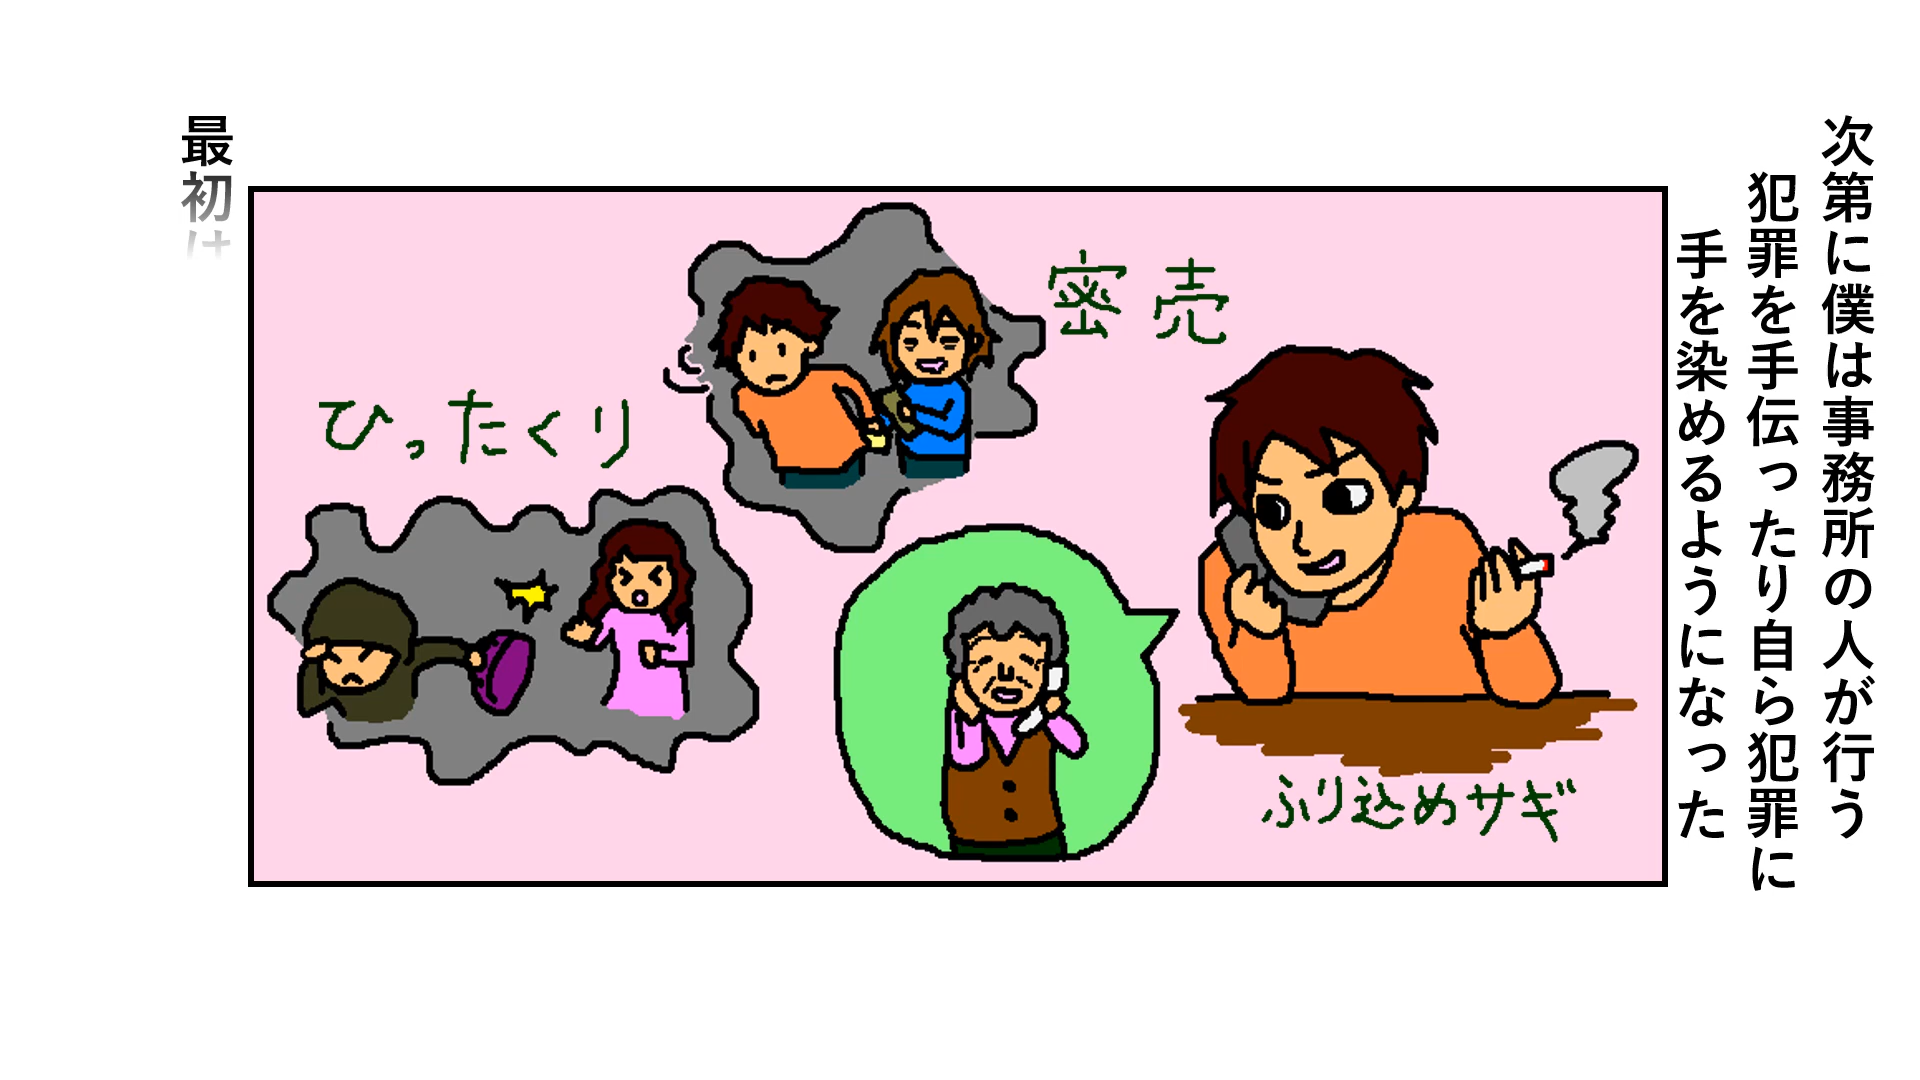 次第に僕は事務所の人が行う
犯罪を手伝ったり自ら犯罪に
手を染めるようになった
密売
ひったくり
ふり込めサギ
最初は